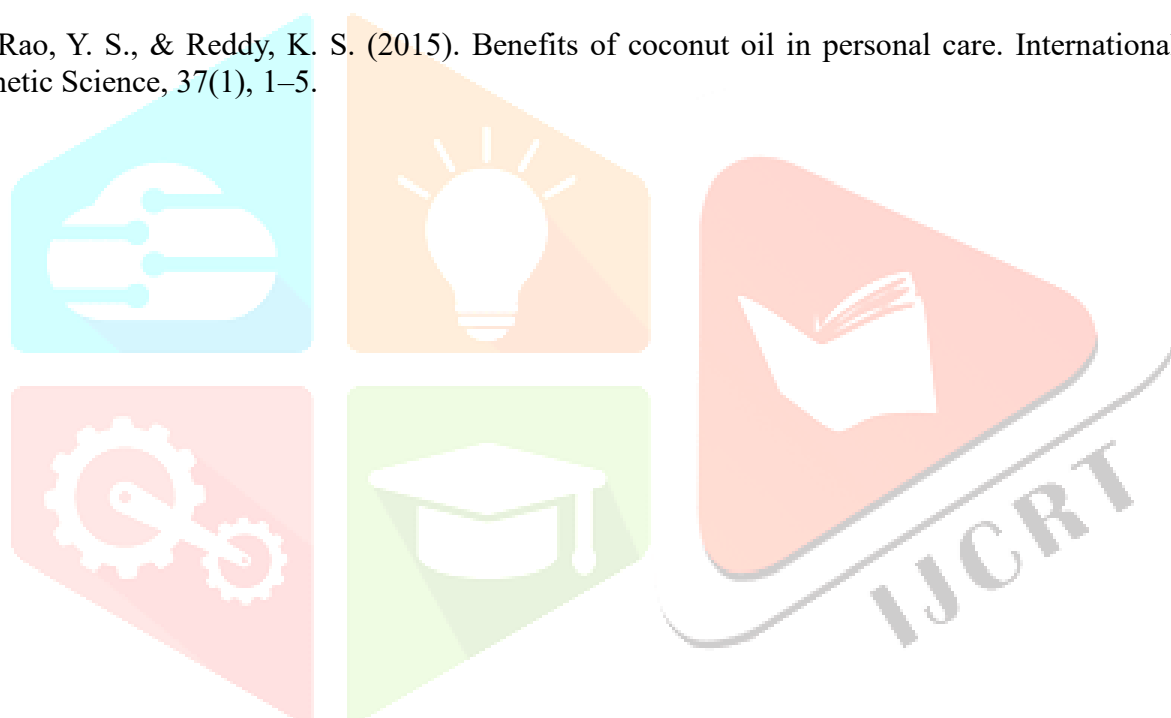 Rao, Y. S., & Reddy, K. S. (2015). Benefits of coconut oil in personal care. International
netic Science, 37(1), 1–5.
IJCRT